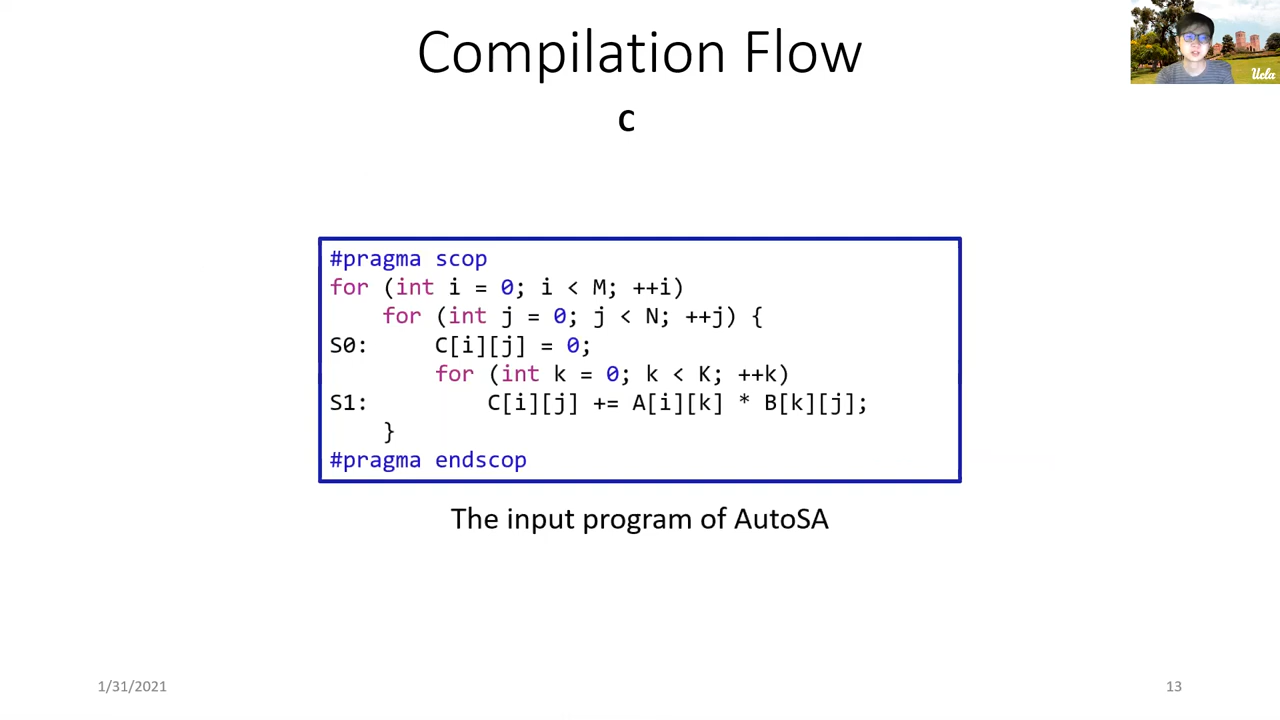 Compilation Flow
C
Ucla
#pragma scop
for (int i = 0; i < M; ++i)
    for (int j = 0; j < N; ++j) {
S0:     C[i][j] = 0;
        for (int k = 0; k < K; ++k)
S1:         C[i][j] += A[i][k] * B[k][j];
    }
#pragma endscop
The input program of AutoSA
1/31/2021
13